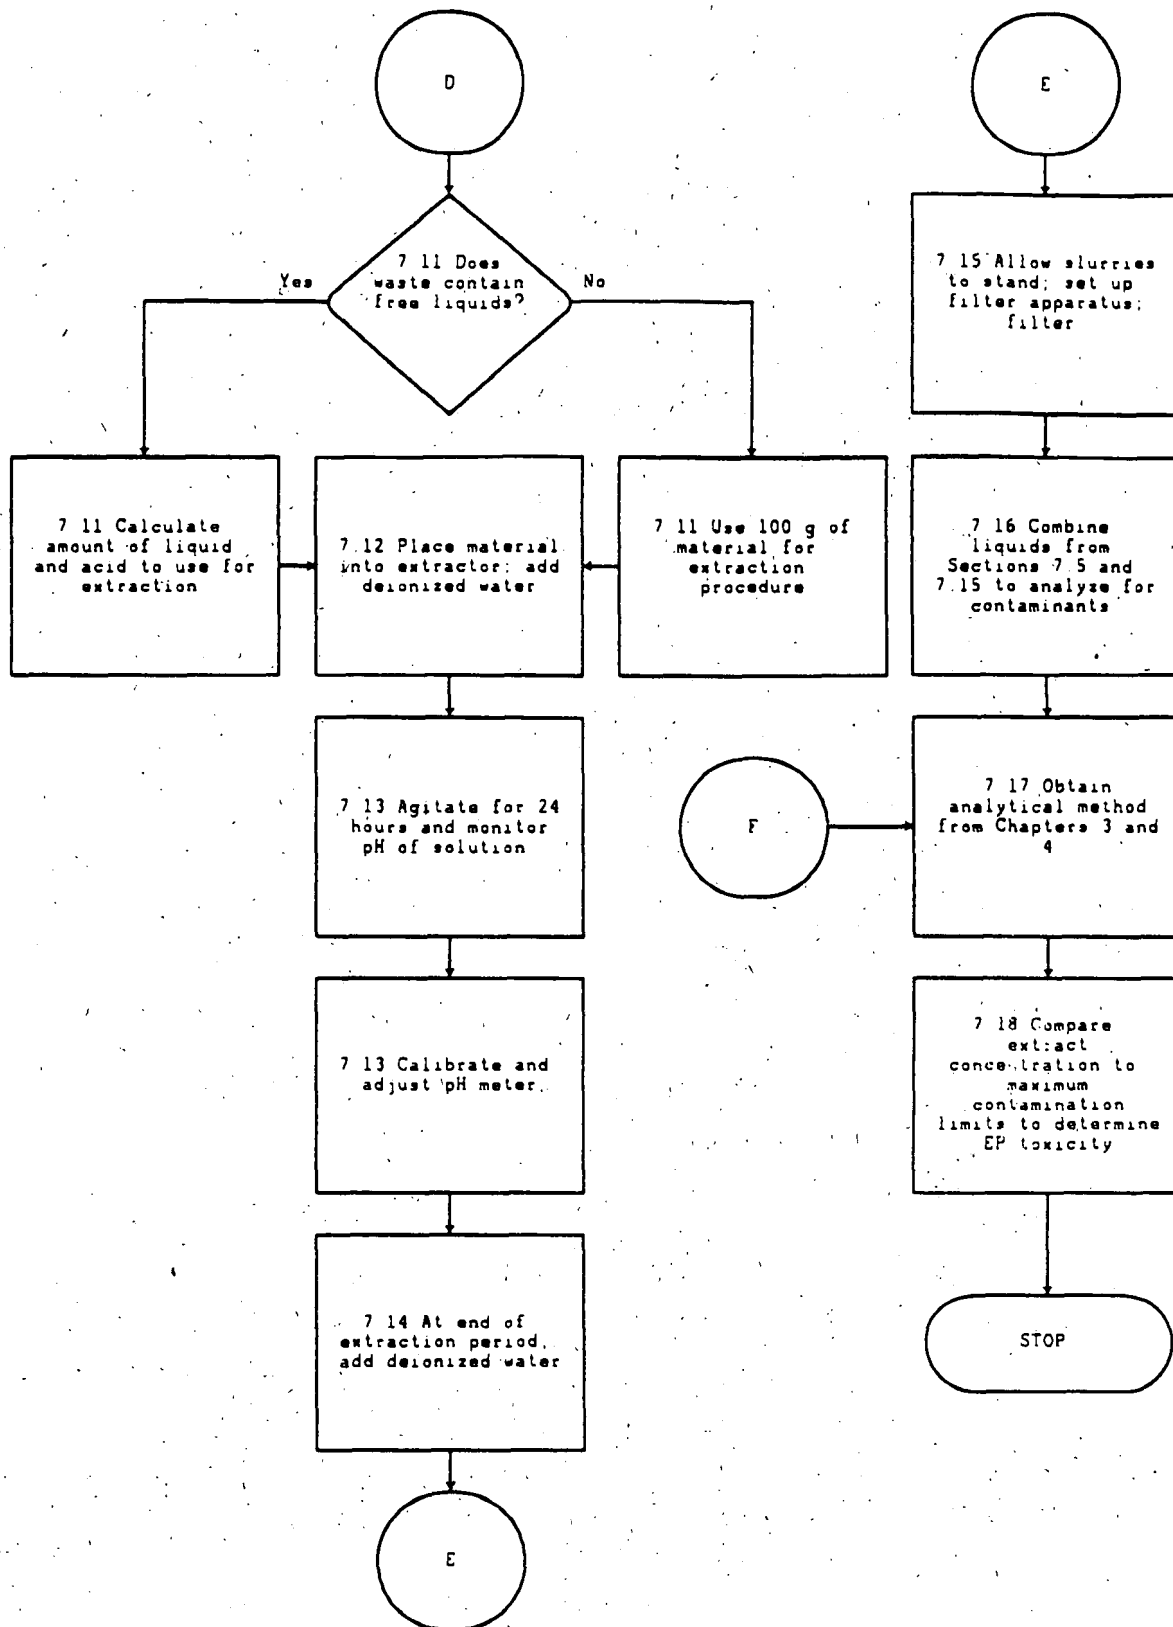 D
7 11 Does
waste contain
free liquids?
Yes
No
7 11 Calculate
amount of liquid
and acid to use for
extraction
7.12 Place material
into extractor; add
deionized water
7.11 Use 100 g of
material for
extraction
procedure
7 13 Agitate for 24
hours and monitor
pH of solution
7 13 Calibrate and
adjust pH meter
7 14 At end of
extraction period,
add deionized water
E
E
7 15 Allow slurries
to stand; set up
filter apparatus;
filter
7 16 Combine
liquids from
Sections 7.5 and
7.15 to analyze for
contaminants
F
7 17 Obtain
analytical method
from Chapters 3 and
4
7 18 Compare
extract
concentration to
maximum
contamination
limits to determine
EP toxicity
STOP